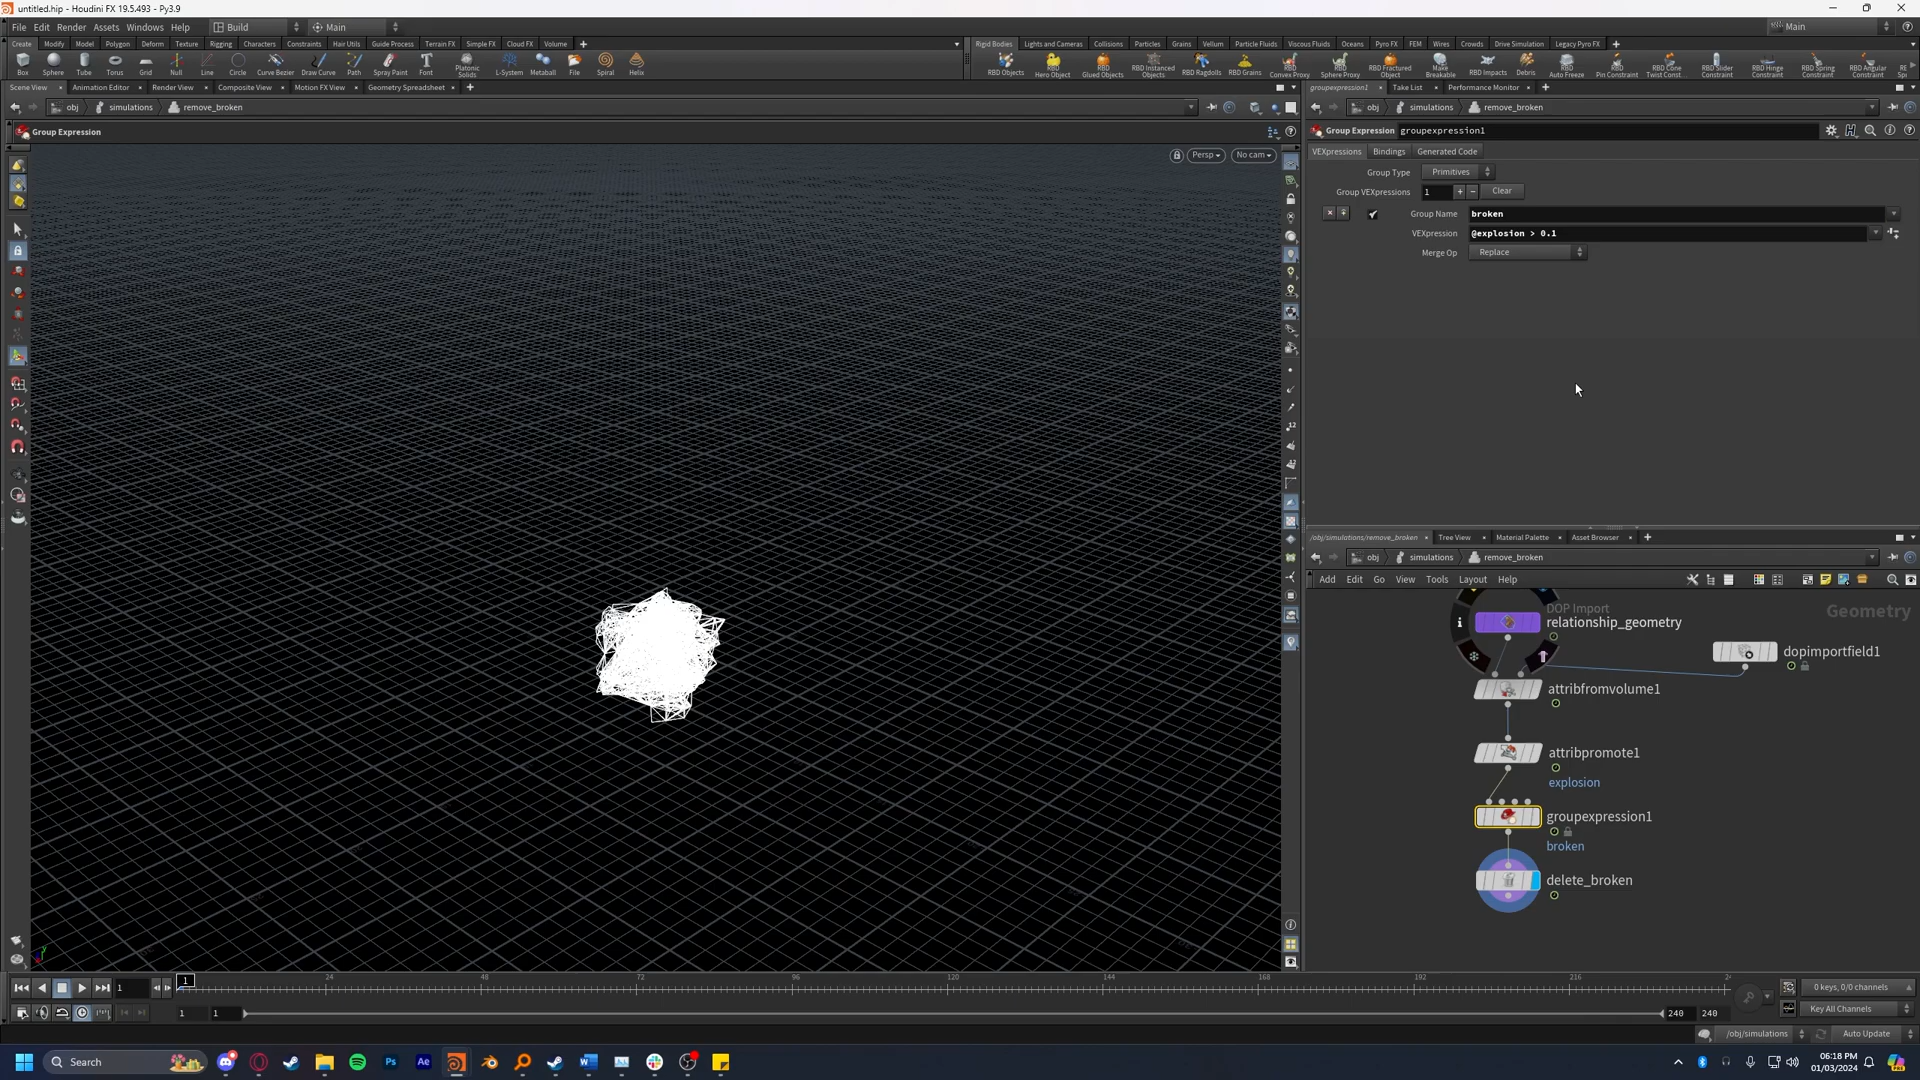 untitled.hip - Houdini FX 19.5.493 - Py3.9
File Edit Render Assets Windows Help Build Main Main
Create Modify Model Polygon Deform Texture Rigging Characters Constraints Hair Utils Guide Process Terrain FX Simple FX Cloud FX Volume
Rigid Bodies Lights and Cameras Collisions Particles Grains Vellum Particle Fluids Viscous Fluids Oceans Pyro FX FEM Wires Crowds Drive Simulation Legacy Pyro FX
Box Sphere Tube Torus Grid Null Line Circle Curve Bezier Draw Curve Path Spray Paint Font Platonic Solids L-System Metaball File Spiral Helix
RBD Objects RBD Hero Object RBD Glued Objects RBD Instanced Objects RBD Ragdolls RBD Grains RBD Convex Proxy RBD Sphere Proxy RBD Fractured Object Make Breakable RBD Impacts Debris RBD Auto Freeze RBD Pin Constraint RBD Cone Twist Const... RBD Slider Constraint RBD Hinge Constraint RBD Spring Constraint RBD Angular Constraint
Scene View Animation Editor Render View Composite View Motion FX View Geometry Spreadsheet
groupexpression1 Take List Performance Monitor
obj simulations remove_broken
obj simulations remove_broken
Group Expression
Group Expression groupexpression1
Persp No cam
VEXpressions Bindings Generated Code
Group Type Primitives
Group VEXpressions 1 + − Clear
Group Name broken
VEXpression @explosion > 0.1
Merge Op Replace
/obj/simulations/remove_broken Tree View Material Palette Asset Browser
obj simulations remove_broken
Add Edit Go View Tools Layout Help
Geometry
DOP Import
relationship_geometry
dopimportfield1
attribfromvolume1
attribpromote1
explosion
groupexpression1
broken
delete_broken
1 1 24 48 72 96 120 144 168 192 216
0 keys, 0/0 channels
1 1 240 240
Key All Channels
/obj/simulations Auto Update
Search
06:18 PM
01/03/2024